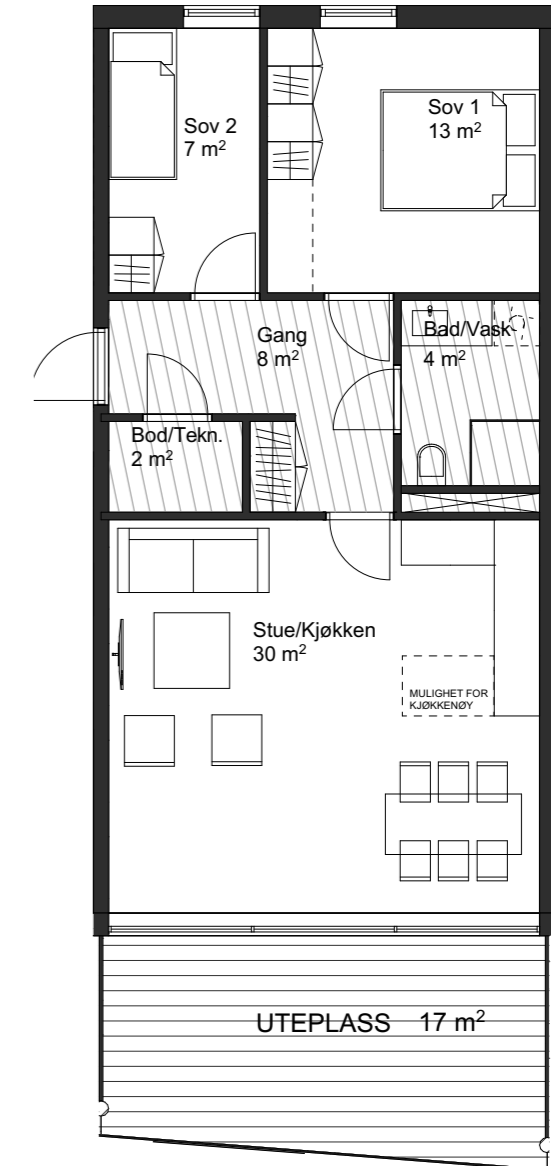 Sov 2
7 m²
Sov 1
13 m²
Gang
8 m²
Bad/Vask
4 m²
Bod/Tekn.
2 m²
Stue/Kjøkken
30 m²
MULIGHET FOR
KJØKKENØY
UTEPLASS 17 m²